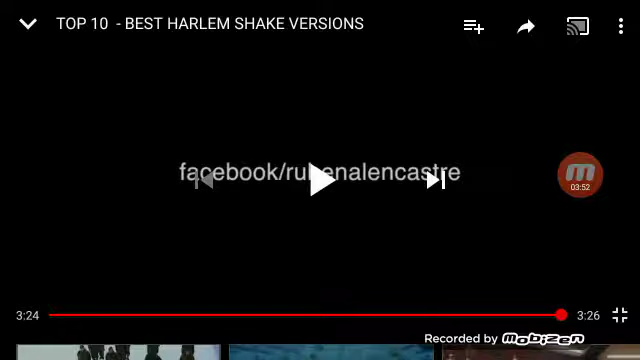 TOP 10 - BEST HARLEM SHAKE VERSIONS
facebook/rubenalencastre
03:52
3:24
3:26
Recorded by MOBIZEN